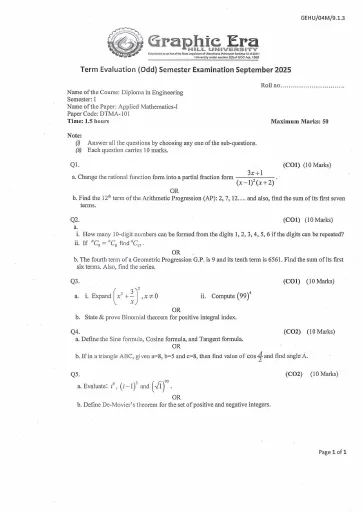 GEHU/04M/9.1.3
Graphic Era
HILL UNIVERSITY
Term Evaluation (Odd) Semester Examination September 2025
Roll no..............................
Name of the Course: Diploma in Engineering
Semester: I
Name of the Paper: Applied Mathematics-I
Paper Code: DTMA-101
Time: 1.5 hours Maximum Marks: 50
Note:
(i) Answer all the questions by choosing any one of the sub-questions.
(ii) Each question carries 10 marks.
Q1. (CO1) (10 Marks)
a. Change the rational function form into a partial fraction form (3x+1)/((x−1)²(x+2)).
OR
b. Find the 12th term of the Arithmetic Progression (AP): 2, 7, 12.... and also, find the sum of its first seven
terms.
Q2. (CO1) (10 Marks)
a.
i. How many 10-digit numbers can be formed from the digits 1, 2, 3, 4, 5, 6 if the digits can be repeated?
ii. If
find
OR
b. The fourth term of a Geometric Progression G.P. is 9 and its tenth term is 6561. Find the sum of its first
six terms. Also, find the series.
Q3. (CO1) (10 Marks)
a. i. Expand , x≠0 ii. Compute (99)⁴
OR
b. State & prove Binomial theorem for positive integral index.
Q4. (CO2) (10 Marks)
a. Define the Sine formula, Cosine formula, and Tangent formula.
OR
b. If in a triangle ABC, given a=8, b=5 and c=8, then find value of cos A/2 and find angle A.
Q5. (CO2) (10 Marks)
a. Evaluate: and
OR
b. Define De-Movier's theorem for the set of positive and negative integers.
Page 1 of 1